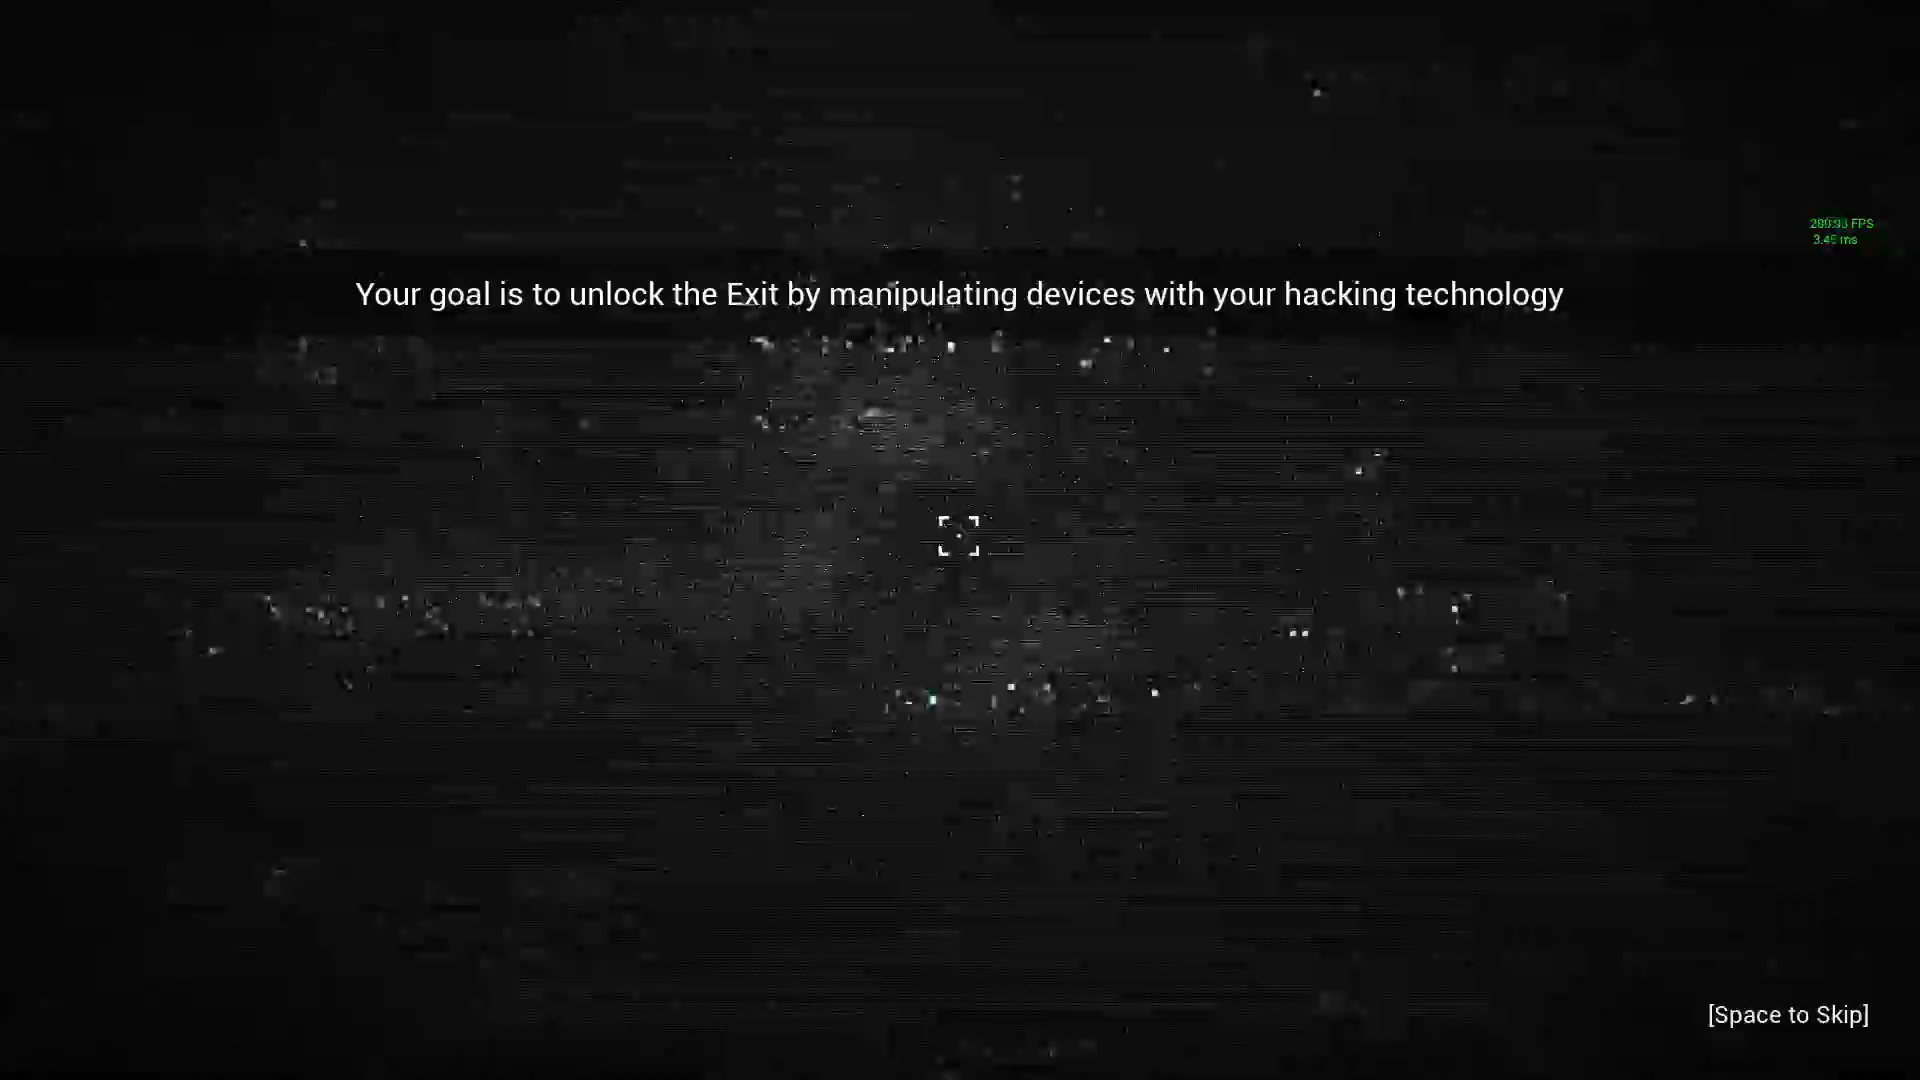 Your goal is to unlock the Exit by manipulating devices with your hacking technology
[Space to Skip]